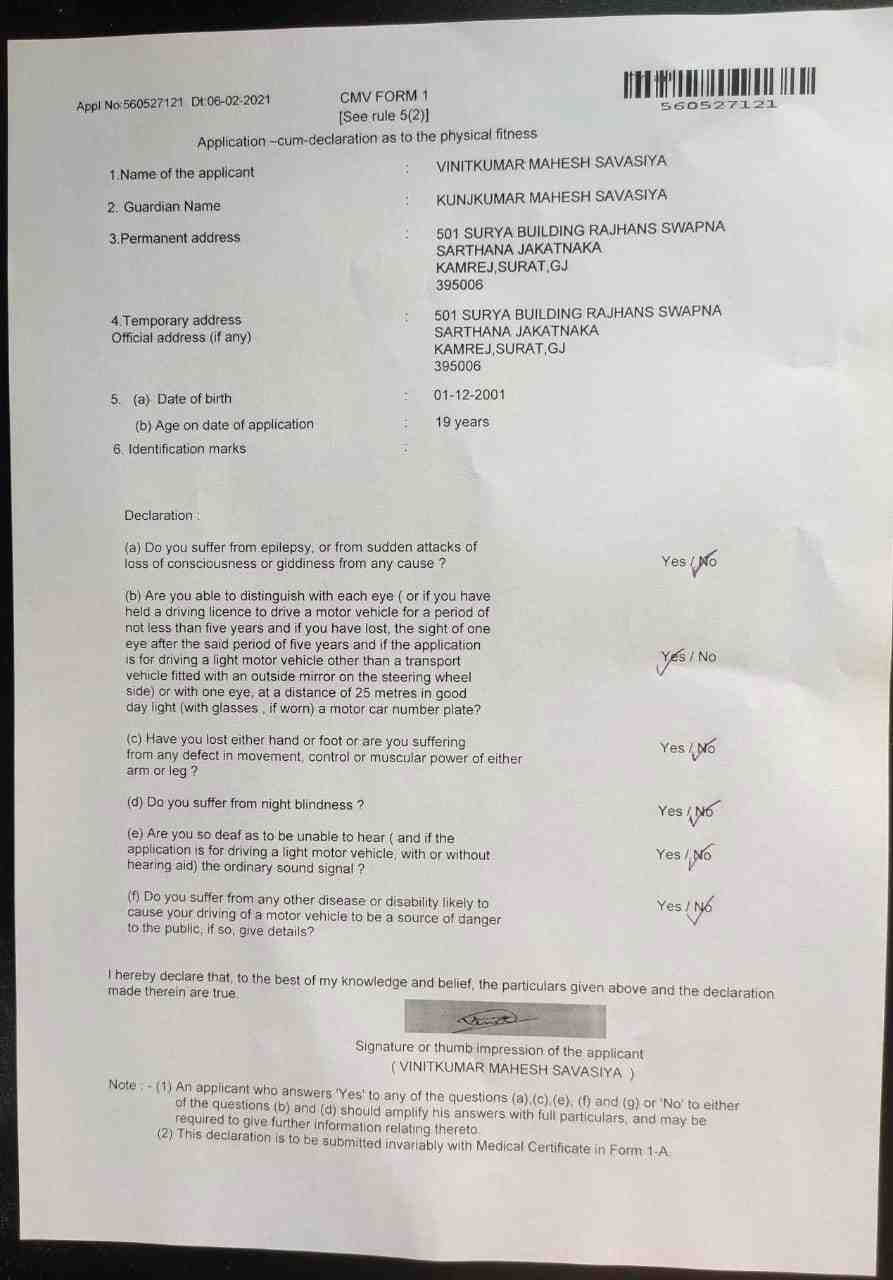 Appl No:560527121 Dt:06-02-2021
CMV FORM 1
[See rule 5(2)]
560527121
Application –cum-declaration as to the physical fitness
1.Name of the applicant : VINITKUMAR MAHESH SAVASIYA
2. Guardian Name : KUNJKUMAR MAHESH SAVASIYA
3.Permanent address : 501 SURYA BUILDING RAJHANS SWAPNA
SARTHANA JAKATNAKA
KAMREJ,SURAT,GJ
395006
4.Temporary address : 501 SURYA BUILDING RAJHANS SWAPNA
Official address (if any) SARTHANA JAKATNAKA
KAMREJ,SURAT,GJ
395006
5. (a) Date of birth : 01-12-2001
(b) Age on date of application : 19 years
6. Identification marks :
Declaration :
(a) Do you suffer from epilepsy, or from sudden attacks of
loss of consciousness or giddiness from any cause ? Yes / No
(b) Are you able to distinguish with each eye ( or if you have
held a driving licence to drive a motor vehicle for a period of
not less than five years and if you have lost, the sight of one
eye after the said period of five years and if the application
is for driving a light motor vehicle other than a transport Yes / No
vehicle fitted with an outside mirror on the steering wheel
side) or with one eye, at a distance of 25 metres in good
day light (with glasses , if worn) a motor car number plate?
(c) Have you lost either hand or foot or are you suffering
from any defect in movement, control or muscular power of either Yes / No
arm or leg ?
(d) Do you suffer from night blindness ? Yes / No
(e) Are you so deaf as to be unable to hear ( and if the
application is for driving a light motor vehicle, with or without Yes / No
hearing aid) the ordinary sound signal ?
(f) Do you suffer from any other disease or disability likely to
cause your driving of a motor vehicle to be a source of danger Yes / No
to the public, if so, give details?
I hereby declare that, to the best of my knowledge and belief, the particulars given above and the declaration
made therein are true.
Signature or thumb impression of the applicant
( VINITKUMAR MAHESH SAVASIYA )
Note : - (1) An applicant who answers 'Yes' to any of the questions (a),(c),(e), (f) and (g) or 'No' to either
of the questions (b) and (d) should amplify his answers with full particulars, and may be
required to give further information relating thereto.
(2) This declaration is to be submitted invariably with Medical Certificate in Form 1-A.